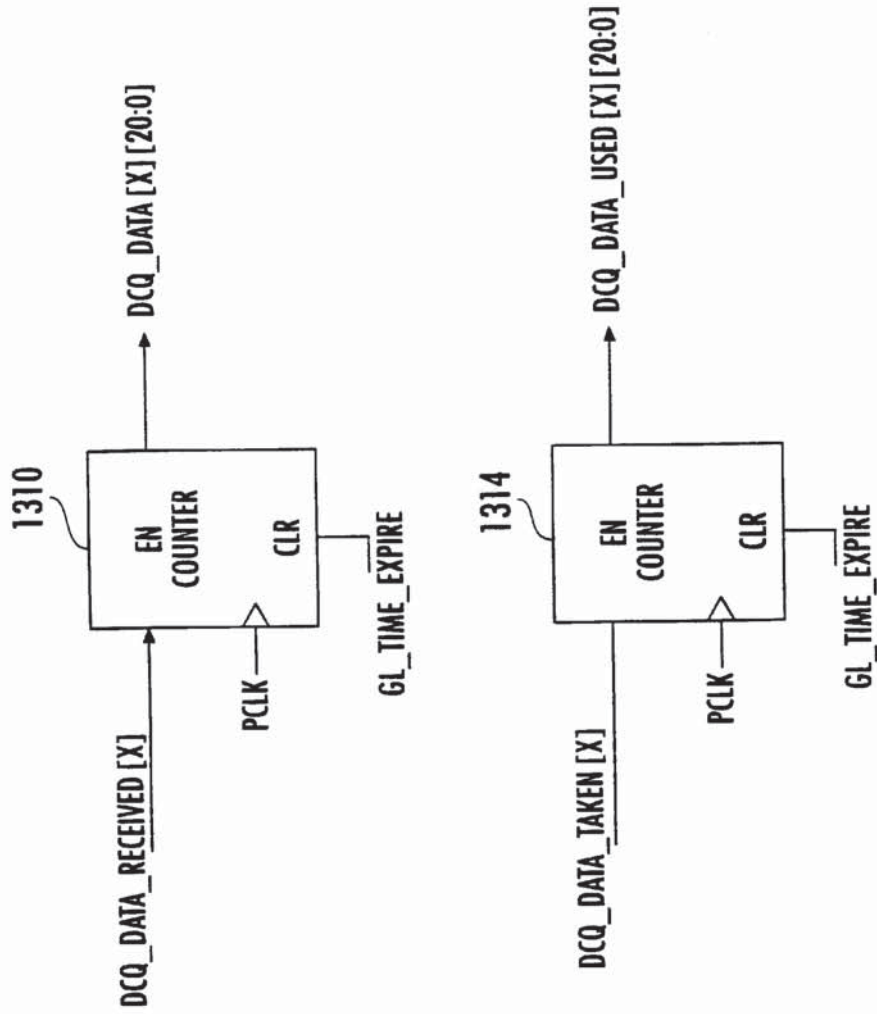 1310
DCQ_DATA_RECEIVED [X]
EN
COUNTER
DCQ_DATA [X] [20:0]
PCLK
CLR
GL_TIME_EXPIRE
1314
DCQ_DATA_TAKEN [X]
EN
COUNTER
DCQ_DATA_USED [X] [20:0]
PCLK
CLR
GL_TIME_EXPIRE